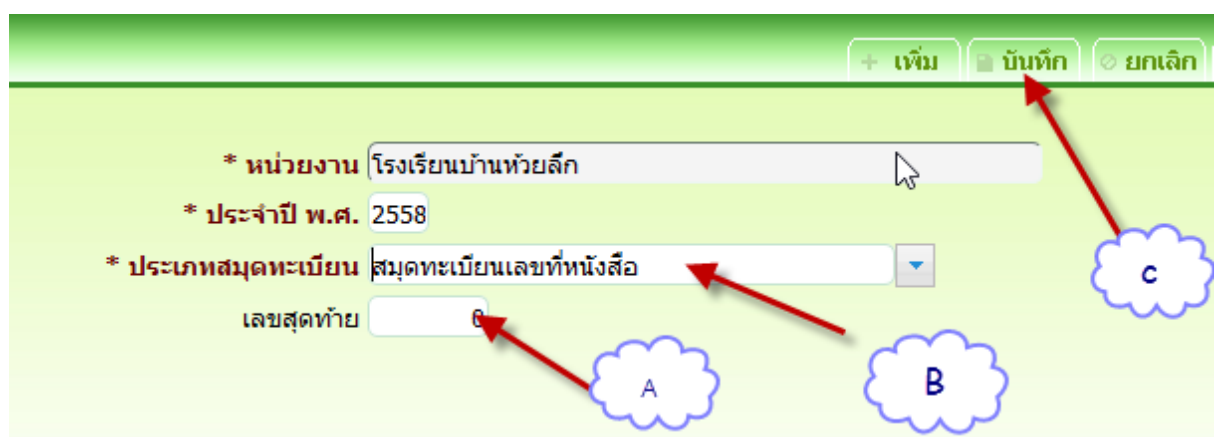 + เพิ่ม บันทึก ยกเลิก
* หน่วยงาน โรงเรียนบ้านห้วยลึก
* ประจำปี พ.ศ. 2558
* ประเภทสมุดทะเบียน สมุดทะเบียนเลขที่หนังสือ
เลขสุดท้าย 0
C
B
A